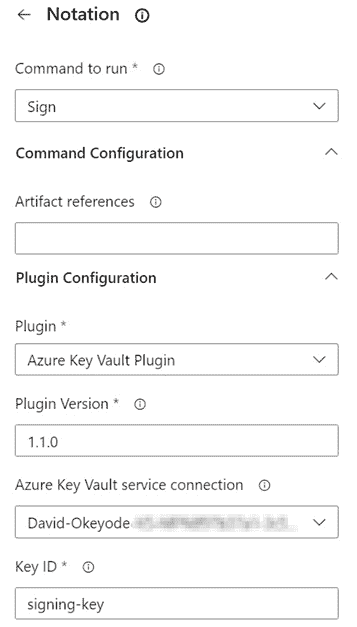 Notation
Command to run *
Sign
Command Configuration
Artifact references
Plugin Configuration
Plugin *
Azure Key Vault Plugin
Plugin Version *
1.1.0
Azure Key Vault service connection
David-Okeyode
Key ID *
signing-key